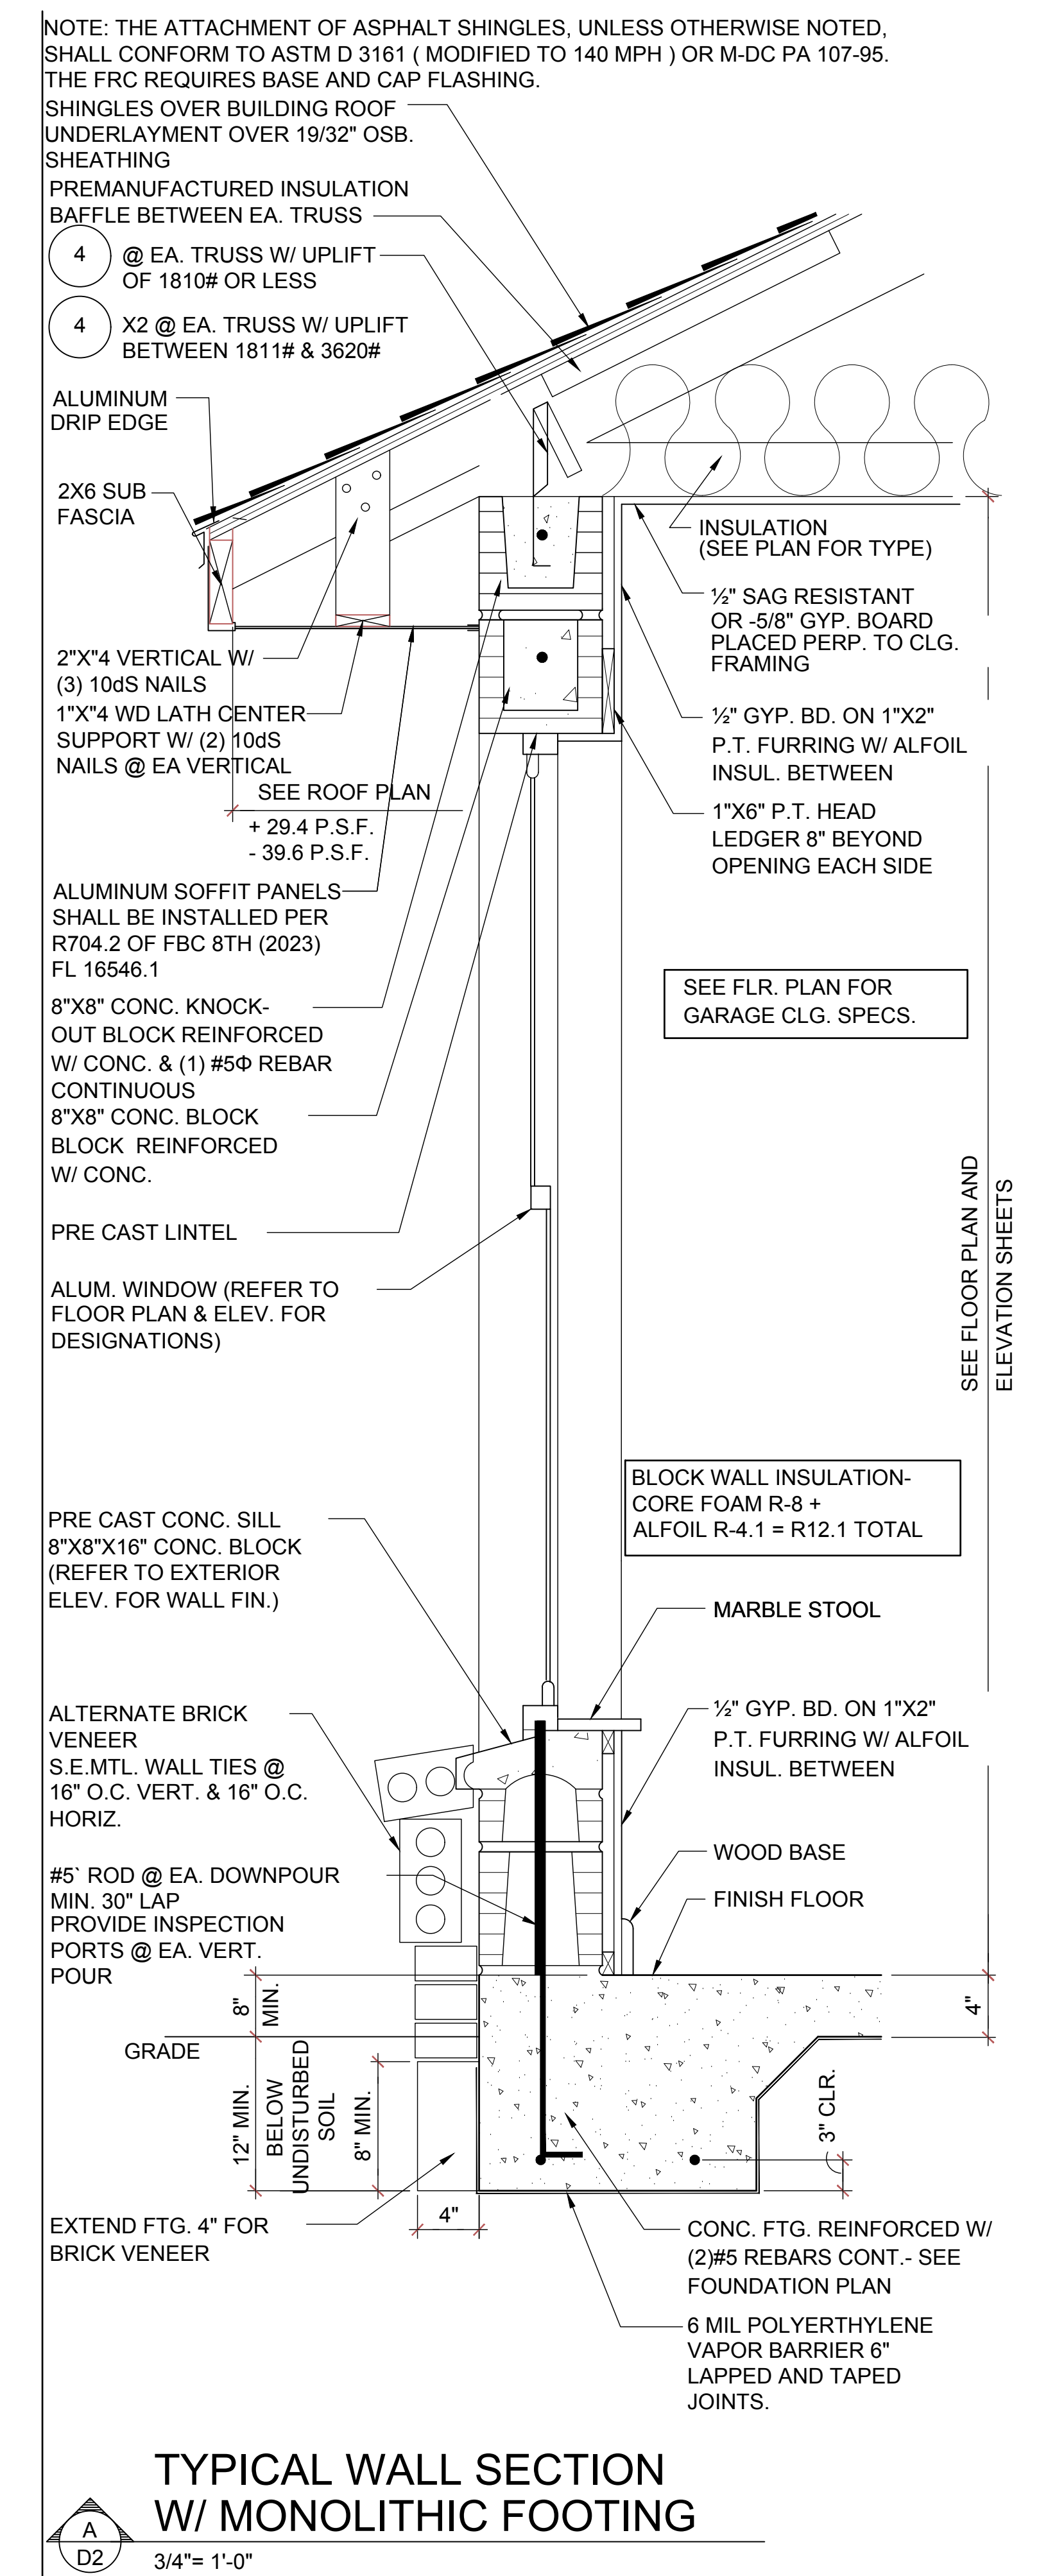 NOTE: THE ATTACHMENT OF ASPHALT SHINGLES, UNLESS OTHERWISE NOTED,
SHALL CONFORM TO ASTM D 3161 ( MODIFIED TO 140 MPH ) OR M-DC PA 107-95.
THE FRC REQUIRES BASE AND CAP FLASHING.
SHINGLES OVER BUILDING ROOF
UNDERLAYMENT OVER 19/32" OSB.
SHEATHING
PREMANUFACTURED INSULATION
BAFFLE BETWEEN EA. TRUSS
4 @ EA. TRUSS W/ UPLIFT
OF 1810# OR LESS
4 X2 @ EA. TRUSS W/ UPLIFT
BETWEEN 1811# & 3620#
ALUMINUM
DRIP EDGE
2X6 SUB
FASCIA
2"X"4 VERTICAL W/
(3) 10dS NAILS
1"X"4 WD LATH CENTER
SUPPORT W/ (2) 10dS
NAILS @ EA VERTICAL
SEE ROOF PLAN
+ 29.4 P.S.F.
- 39.6 P.S.F.
ALUMINUM SOFFIT PANELS
SHALL BE INSTALLED PER
R704.2 OF FBC 8TH (2023)
FL 16546.1
8"X8" CONC. KNOCK-
OUT BLOCK REINFORCED
W/ CONC. & (1) #5Φ REBAR
CONTINUOUS
8"X8" CONC. BLOCK
BLOCK REINFORCED
W/ CONC.
PRE CAST LINTEL
ALUM. WINDOW (REFER TO
FLOOR PLAN & ELEV. FOR
DESIGNATIONS)
INSULATION
(SEE PLAN FOR TYPE)
½" SAG RESISTANT
OR -5/8" GYP. BOARD
PLACED PERP. TO CLG.
FRAMING
½" GYP. BD. ON 1"X2"
P.T. FURRING W/ ALFOIL
INSUL. BETWEEN
1"X6" P.T. HEAD
LEDGER 8" BEYOND
OPENING EACH SIDE
SEE FLR. PLAN FOR
GARAGE CLG. SPECS.
SEE FLOOR PLAN AND
ELEVATION SHEETS
BLOCK WALL INSULATION-
CORE FOAM R-8 +
ALFOIL R-4.1 = R12.1 TOTAL
PRE CAST CONC. SILL
8"X8"X16" CONC. BLOCK
(REFER TO EXTERIOR
ELEV. FOR WALL FIN.)
ALTERNATE BRICK
VENEER
S.E.MTL. WALL TIES @
16" O.C. VERT. & 16" O.C.
HORIZ.
#5` ROD @ EA. DOWNPOUR
MIN. 30" LAP
PROVIDE INSPECTION
PORTS @ EA. VERT.
POUR
MARBLE STOOL
½" GYP. BD. ON 1"X2"
P.T. FURRING W/ ALFOIL
INSUL. BETWEEN
WOOD BASE
FINISH FLOOR
8"
MIN.
GRADE
12" MIN.
BELOW
UNDISTURBED
SOIL
8" MIN.
4"
4"
3" CLR.
EXTEND FTG. 4" FOR
BRICK VENEER
CONC. FTG. REINFORCED W/
(2)#5 REBARS CONT.- SEE
FOUNDATION PLAN
6 MIL POLYERTHYLENE
VAPOR BARRIER 6"
LAPPED AND TAPED
JOINTS.
TYPICAL WALL SECTION
W/ MONOLITHIC FOOTING
A
D2
3/4"= 1'-0"